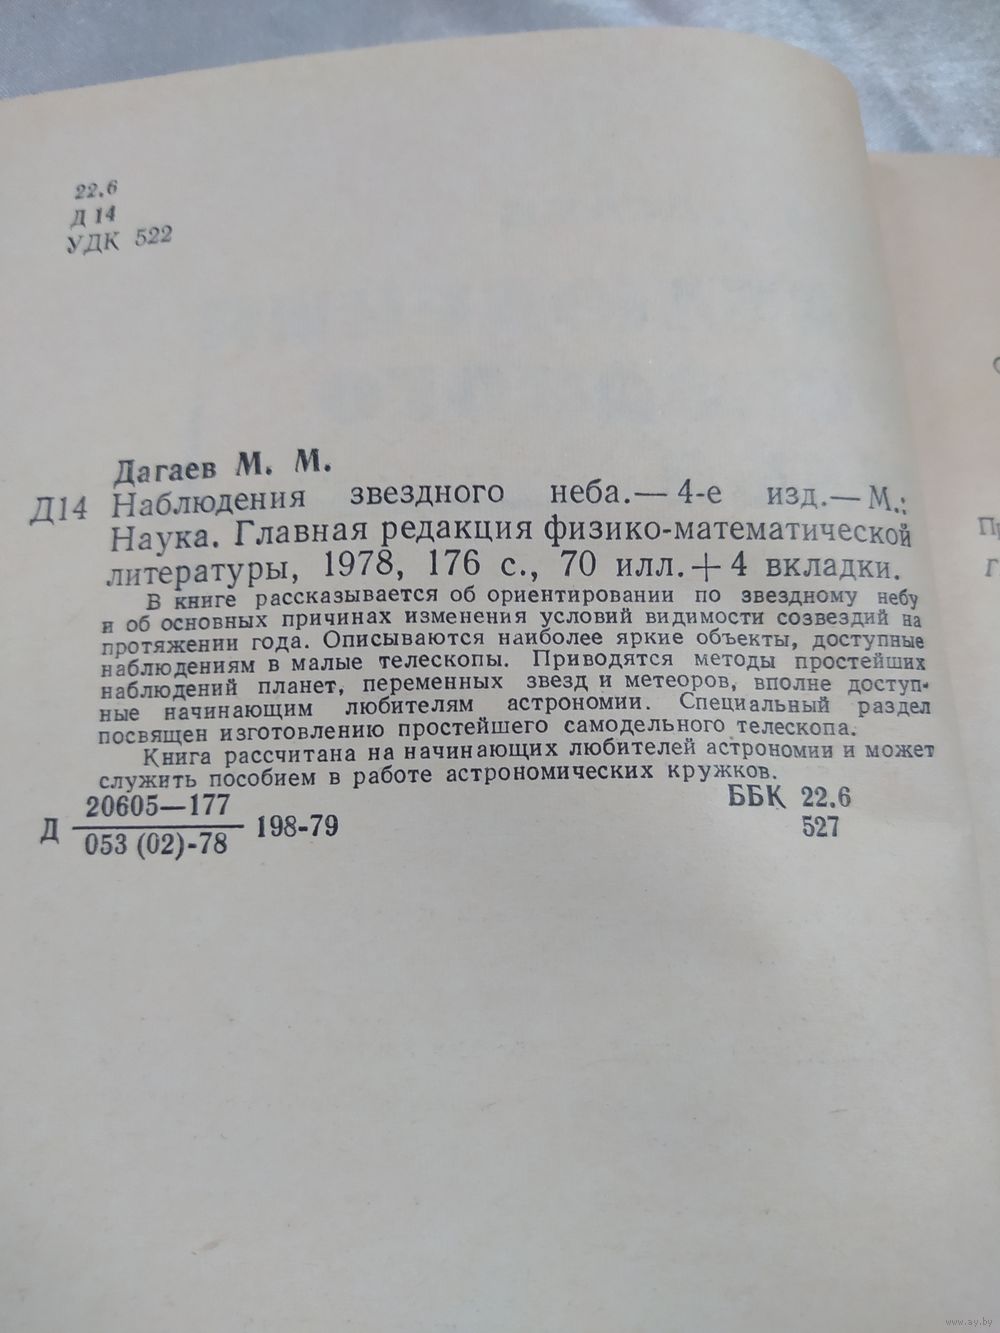 22.6
Д 14
УДК 522
Дагаев М. М.
Д14 Наблюдения звездного неба.— 4-е изд.— М.:
Наука. Главная редакция физико-математической
литературы, 1978, 176 с., 70 илл.+4 вкладки.
В книге рассказывается об ориентировании по звездному небу
и об основных причинах изменения условий видимости созвездий на
протяжении года. Описываются наиболее яркие объекты, доступные
наблюдениям в малые телескопы. Приводятся методы простейших
наблюдений планет, переменных звезд и метеоров, вполне доступ-
ные начинающим любителям астрономии. Специальный раздел
посвящен изготовлению простейшего самодельного телескопа.
Книга рассчитана на начинающих любителей астрономии и может
служить пособием в работе астрономических кружков.
Д 20605—177
053 (02)-78 198-79
ББК 22.6
527
www.ay.by